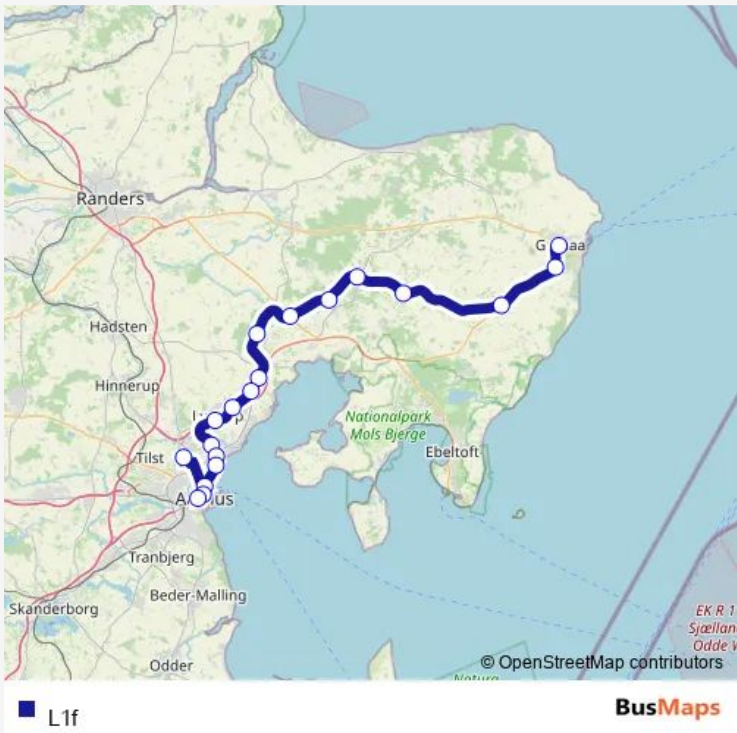 Randers
Hadsten
Hinnerup
Tilst
Nationalpark
Mols Bjerge
Ebeltoft
Tranbjerg
Beder-Malling
Skanderborg
Odder
EK R 1
Sjællan
Odde W
© OpenStreetMap contributors
L1f
BusMaps